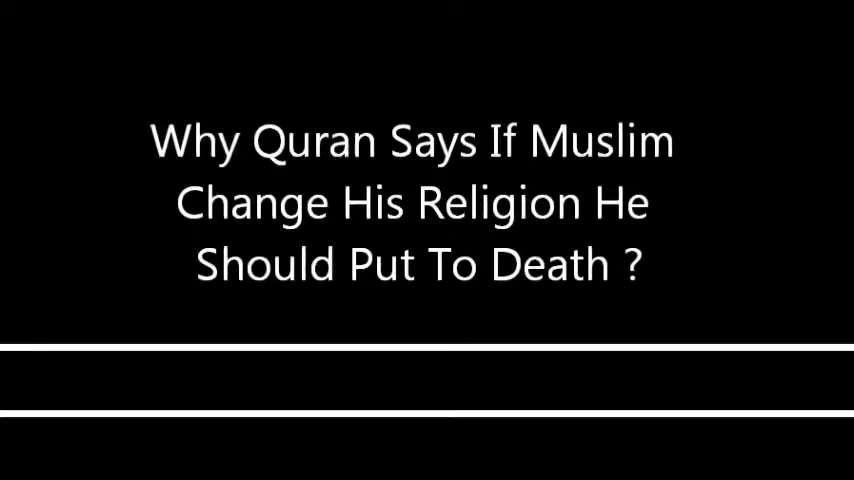 Why Quran Says If Muslim
Change His Religion He
Should Put To Death ?